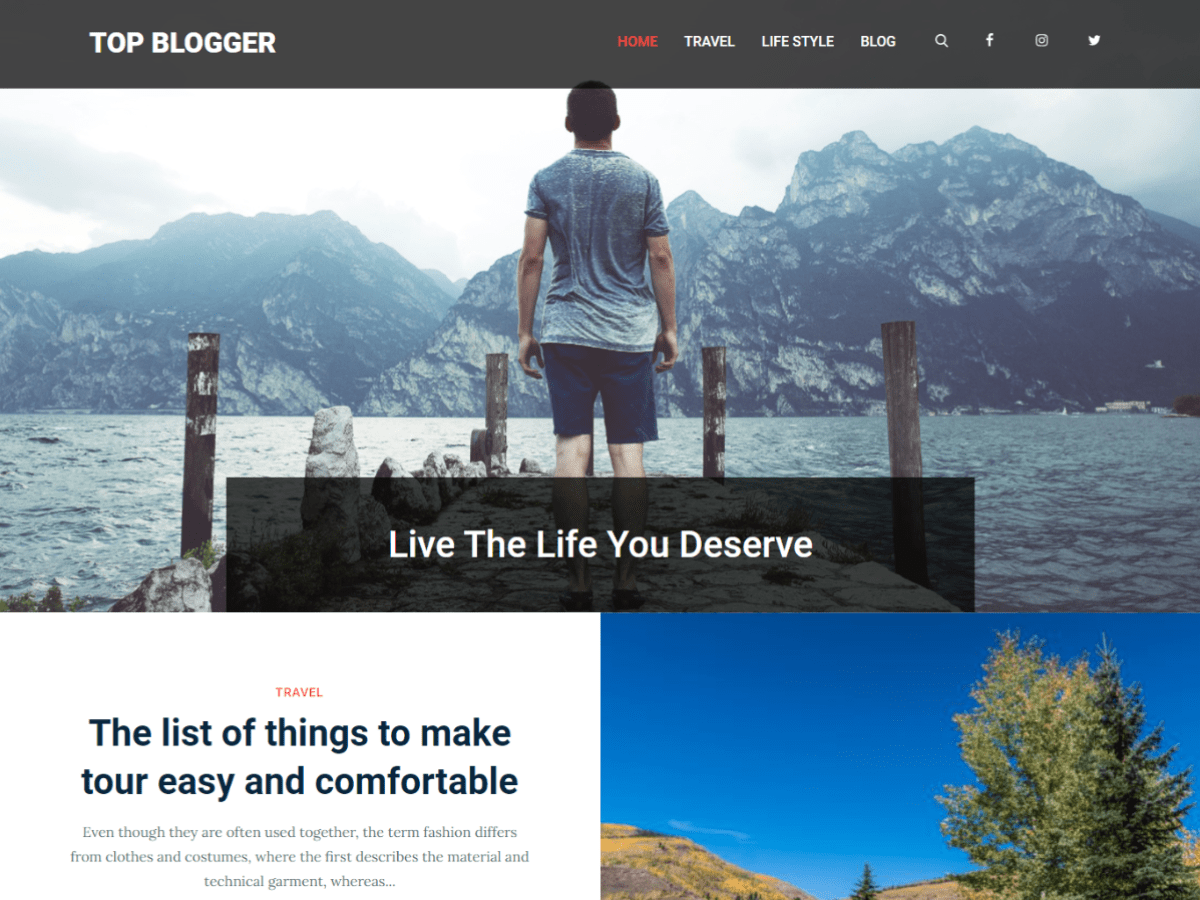 TOP BLOGGER
HOME TRAVEL LIFE STYLE BLOG
Live The Life You Deserve
TRAVEL
The list of things to make
tour easy and comfortable
Even though they are often used together, the term fashion differs
from clothes and costumes, where the first describes the material and
technical garment, whereas...